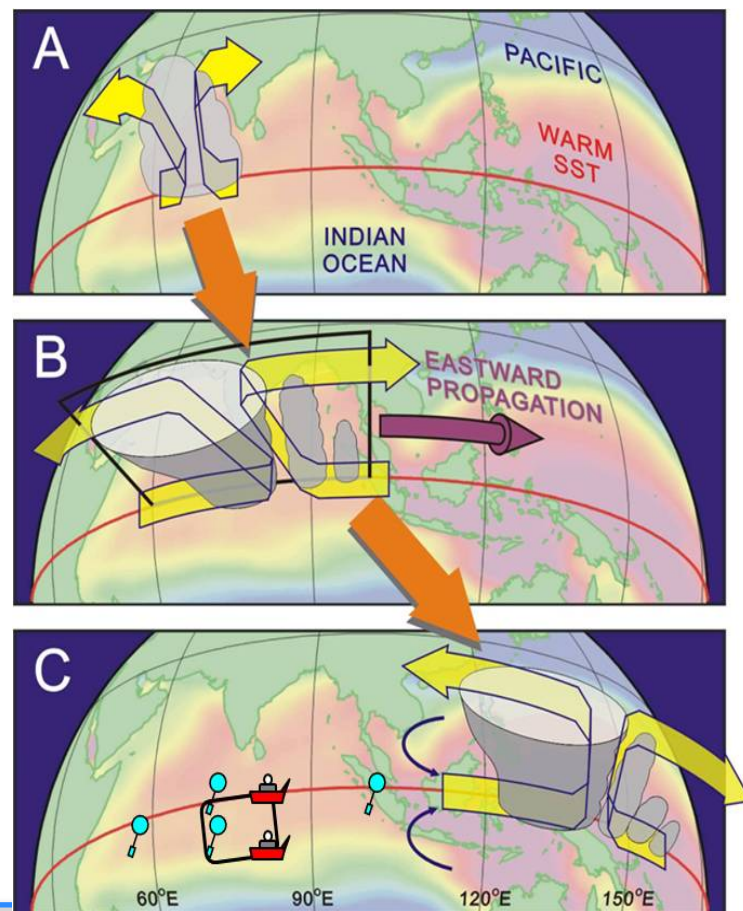 A
PACIFIC
WARM
SST
INDIAN
OCEAN
B
EASTWARD
PROPAGATION
C
60°E
90°E
120°E
150°E